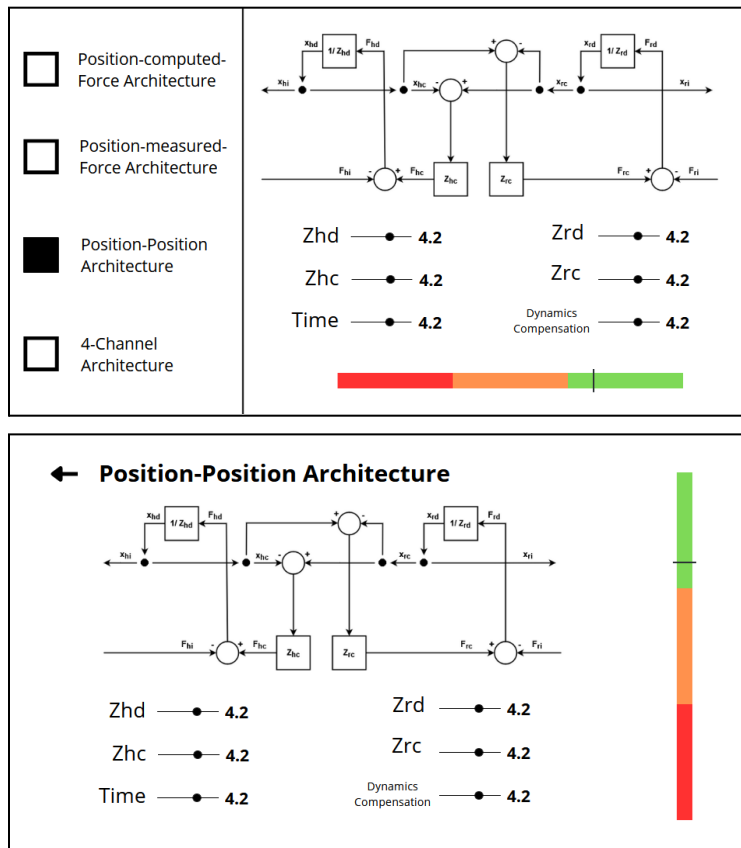 Position-computed-
Force Architecture
Position-measured-
Force Architecture
Position-Position
Architecture
4-Channel
Architecture
xhd
1/ Zhd
Fhd
+
-
xrd
1/ Zrd
Frd
xhi
xhc
-
+
xrc
xri
Fhi
-
+
Fhc
Zhc
Zrc
Frc
+
-
Fri
Zhd 4.2
Zrd 4.2
Zhc 4.2
Zrc 4.2
Time 4.2
Dynamics
Compensation 4.2
← Position-Position Architecture
xhd
1/ Zhd
Fhd
+
-
xrd
1/ Zrd
Frd
xhi
xhc
-
+
xrc
xri
Fhi
-
+
Fhc
Zhc
Zrc
Frc
+
-
Fri
Zhd 4.2
Zrd 4.2
Zhc 4.2
Zrc 4.2
Time 4.2
Dynamics
Compensation 4.2